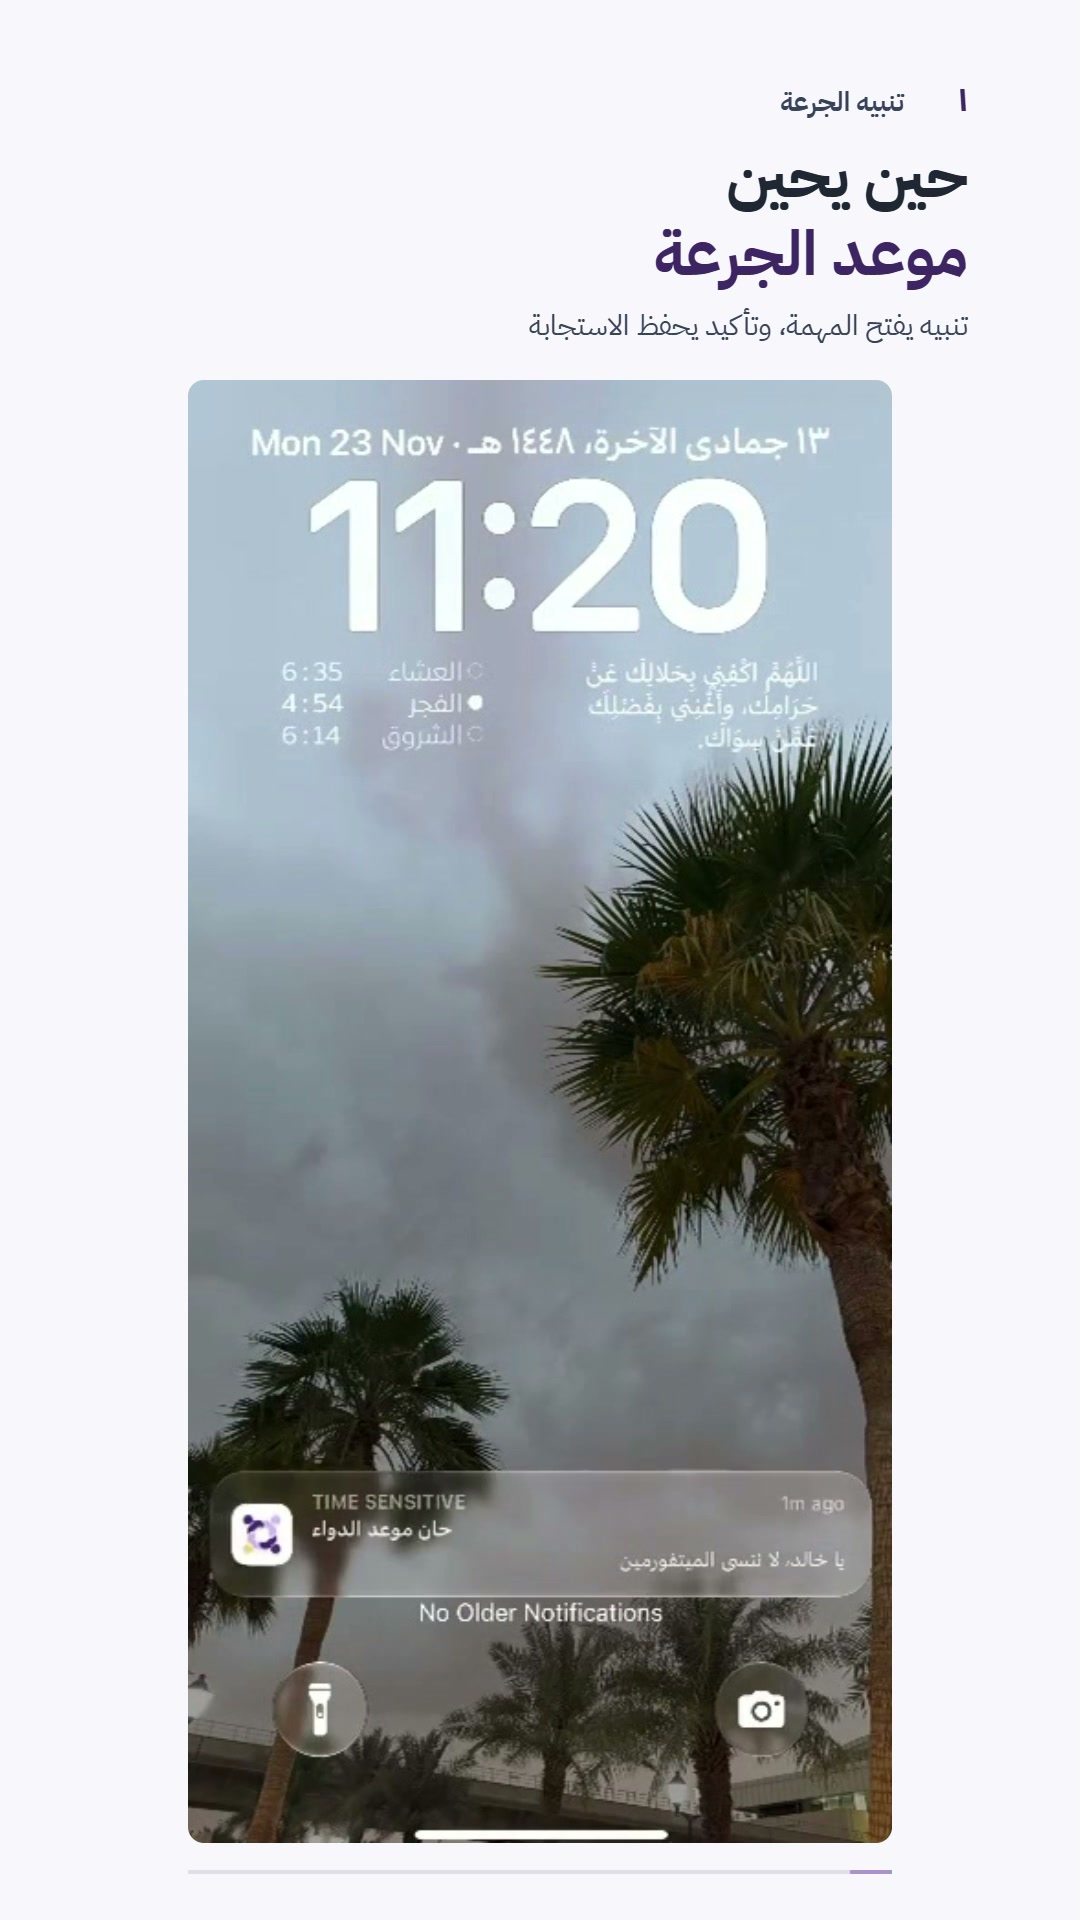 ١ تنبيه الجرعة
حين يحين
موعد الجرعة
تنبيه يفتح المهمة، وتأكيد يحفظ الاستجابة
Mon 23 Nov · ١٣ جمادى الآخرة، ١٤٤٨ هـ
11:20
اللَّهُمَّ اكْفِنِي بِحَلالِكَ عَنْ
حَرَامِكَ، وأَغْنِنِي بِفَضْلِكَ
عَمَّنْ سِوَاكَ.
العشاء 6:35
الفجر 4:54
الشروق 6:14
TIME SENSITIVE 1m ago
حان موعد الدواء
يا خالد، لا تنسى الميتفورمين
No Older Notifications